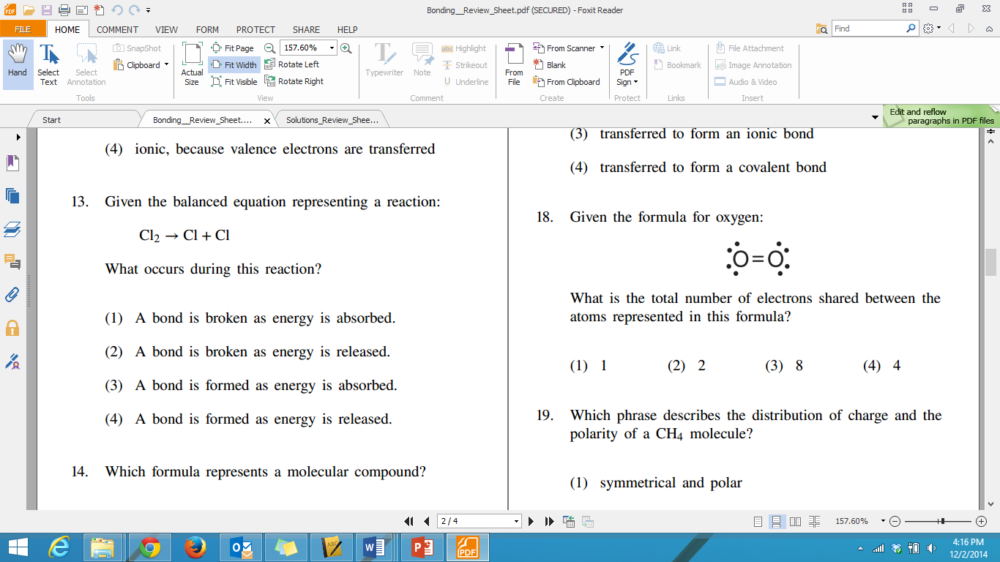 Bonding__Review_Sheet.pdf (SECURED) - Foxit Reader
FILE HOME COMMENT VIEW FORM PROTECT SHARE HELP
Find
Hand
Select Text
Select Annotation
SnapShot
Clipboard
Tools
Actual Size
Fit Page
Fit Width
Fit Visible
157.60%
Rotate Left
Rotate Right
View
Typewriter
Note
Highlight
Strikeout
Underline
Comment
From File
From Scanner
Blank
From Clipboard
Create
PDF Sign
Protect
Link
Bookmark
Links
File Attachment
Image Annotation
Audio & Video
Insert
Start
Bonding__Review_Sheet....
Solutions_Review_Shee...
Edit and reflow
paragraphs in PDF files
(4) ionic, because valence electrons are transferred
13. Given the balanced equation representing a reaction:
Cl₂ → Cl + Cl
What occurs during this reaction?
(1) A bond is broken as energy is absorbed.
(2) A bond is broken as energy is released.
(3) A bond is formed as energy is absorbed.
(4) A bond is formed as energy is released.
14. Which formula represents a molecular compound?
(3) transferred to form an ionic bond
(4) transferred to form a covalent bond
18. Given the formula for oxygen:
O=O
What is the total number of electrons shared between the
atoms represented in this formula?
(1) 1 (2) 2 (3) 8 (4) 4
19. Which phrase describes the distribution of charge and the
polarity of a CH₄ molecule?
(1) symmetrical and polar
2 / 4
157.60%
4:16 PM
12/2/2014